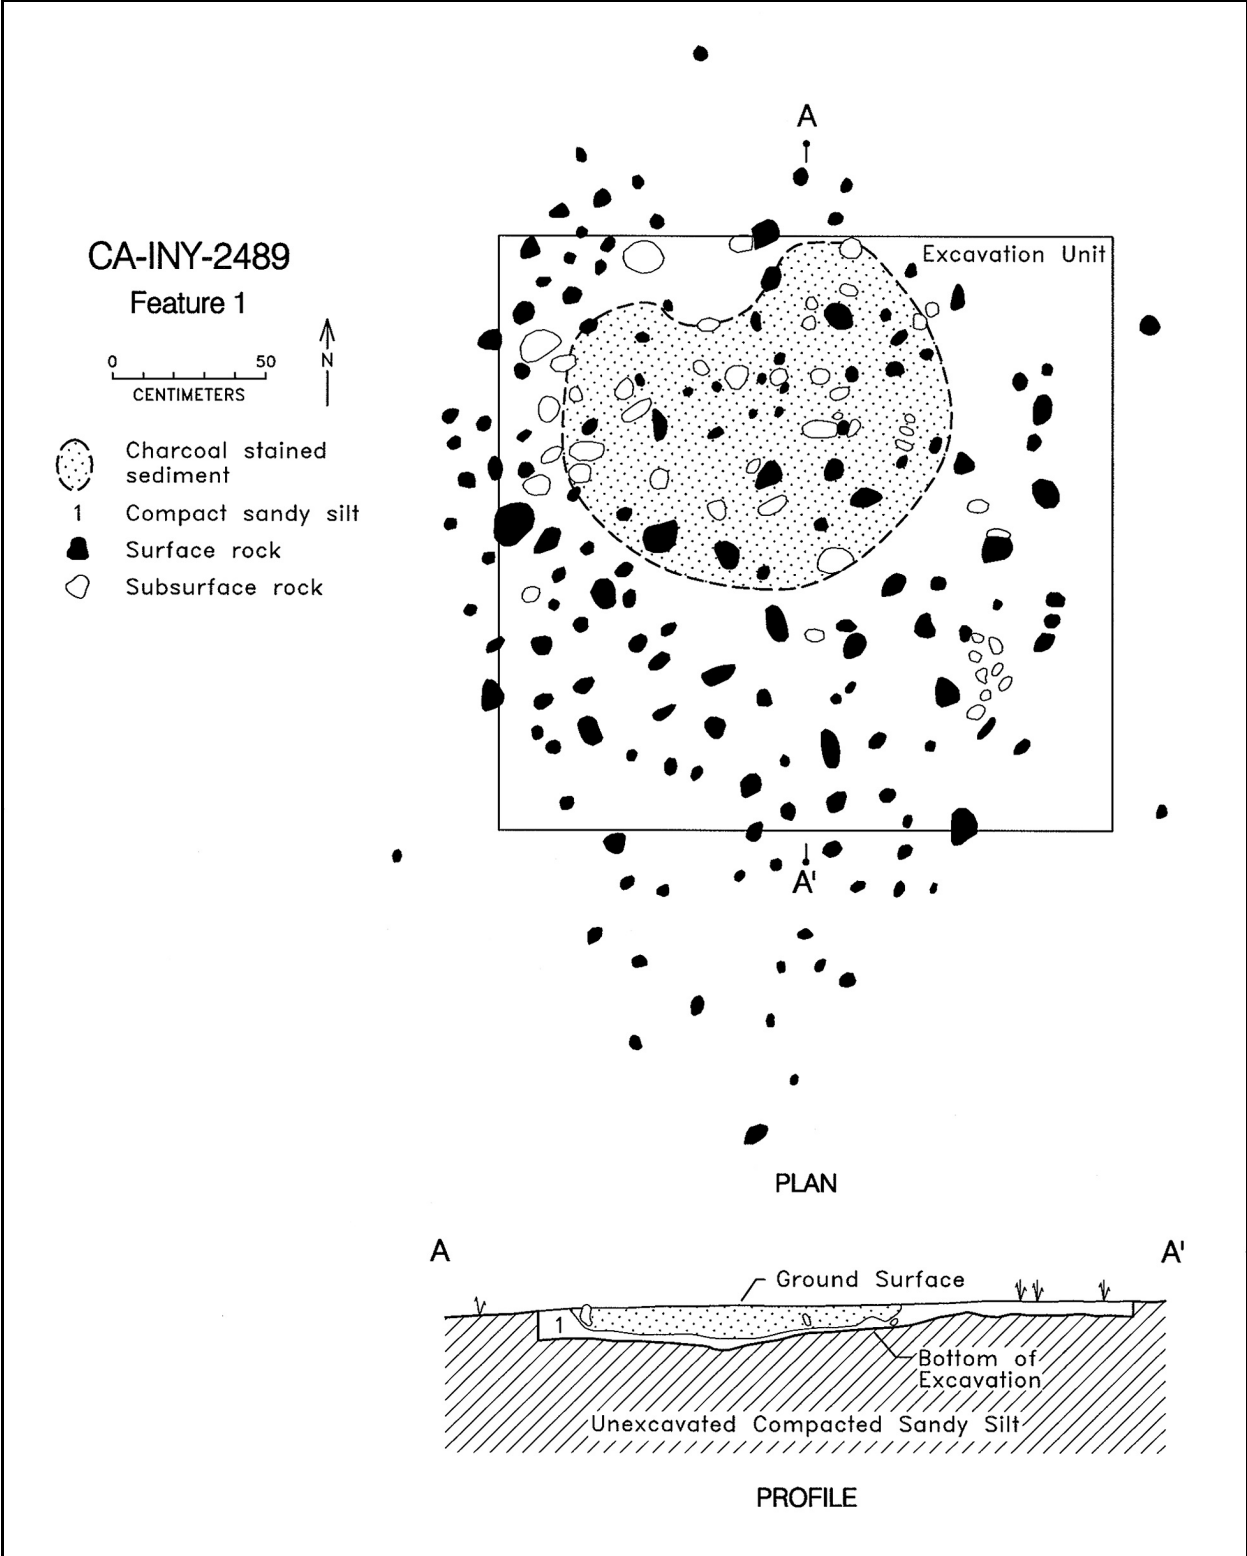 A
CA-INY-2489
Feature 1
Excavation Unit
N
0 50
CENTIMETERS
Charcoal stained
sediment
1 Compact sandy silt
Surface rock
Subsurface rock
A'
PLAN
A A'
Ground Surface
1
Bottom of
Excavation
Unexcavated Compacted Sandy Silt
PROFILE